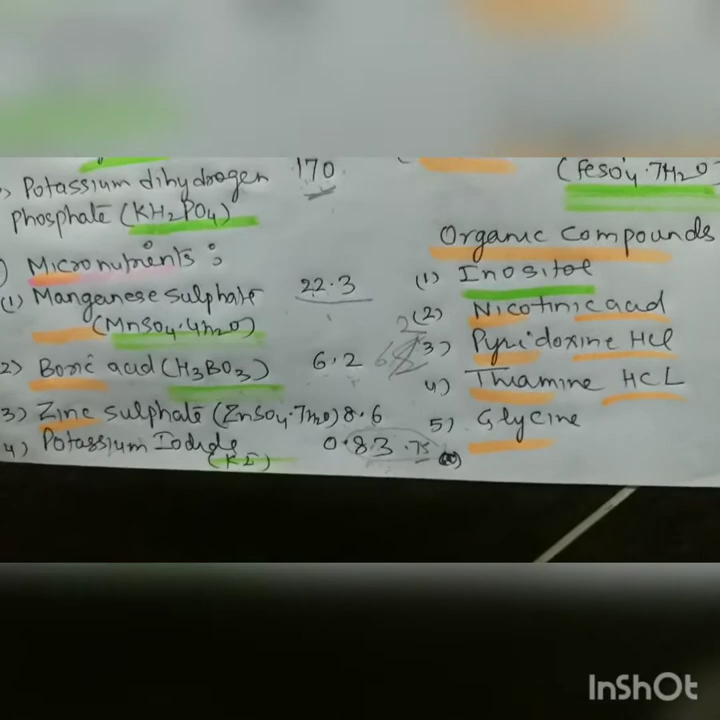 Potassium dihydrogen 170
phosphate (KH2PO4)
Micronutrients :
(1) Manganese sulphate 22.3
(MnSO4.4H2O)
2) Boric acid (H3BO3) 6.2
3) Zinc sulphate (ZnSO4.7H2O) 8.6
4) Potassium Iodide 0.83 .75
(KI)
(FeSO4.7H2O
Organic Compounds
(1) Inositol
(2) Nicotinic acid
3) Pyridoxine HCl
4) Thiamine HCL
5) Glycine
InShOt